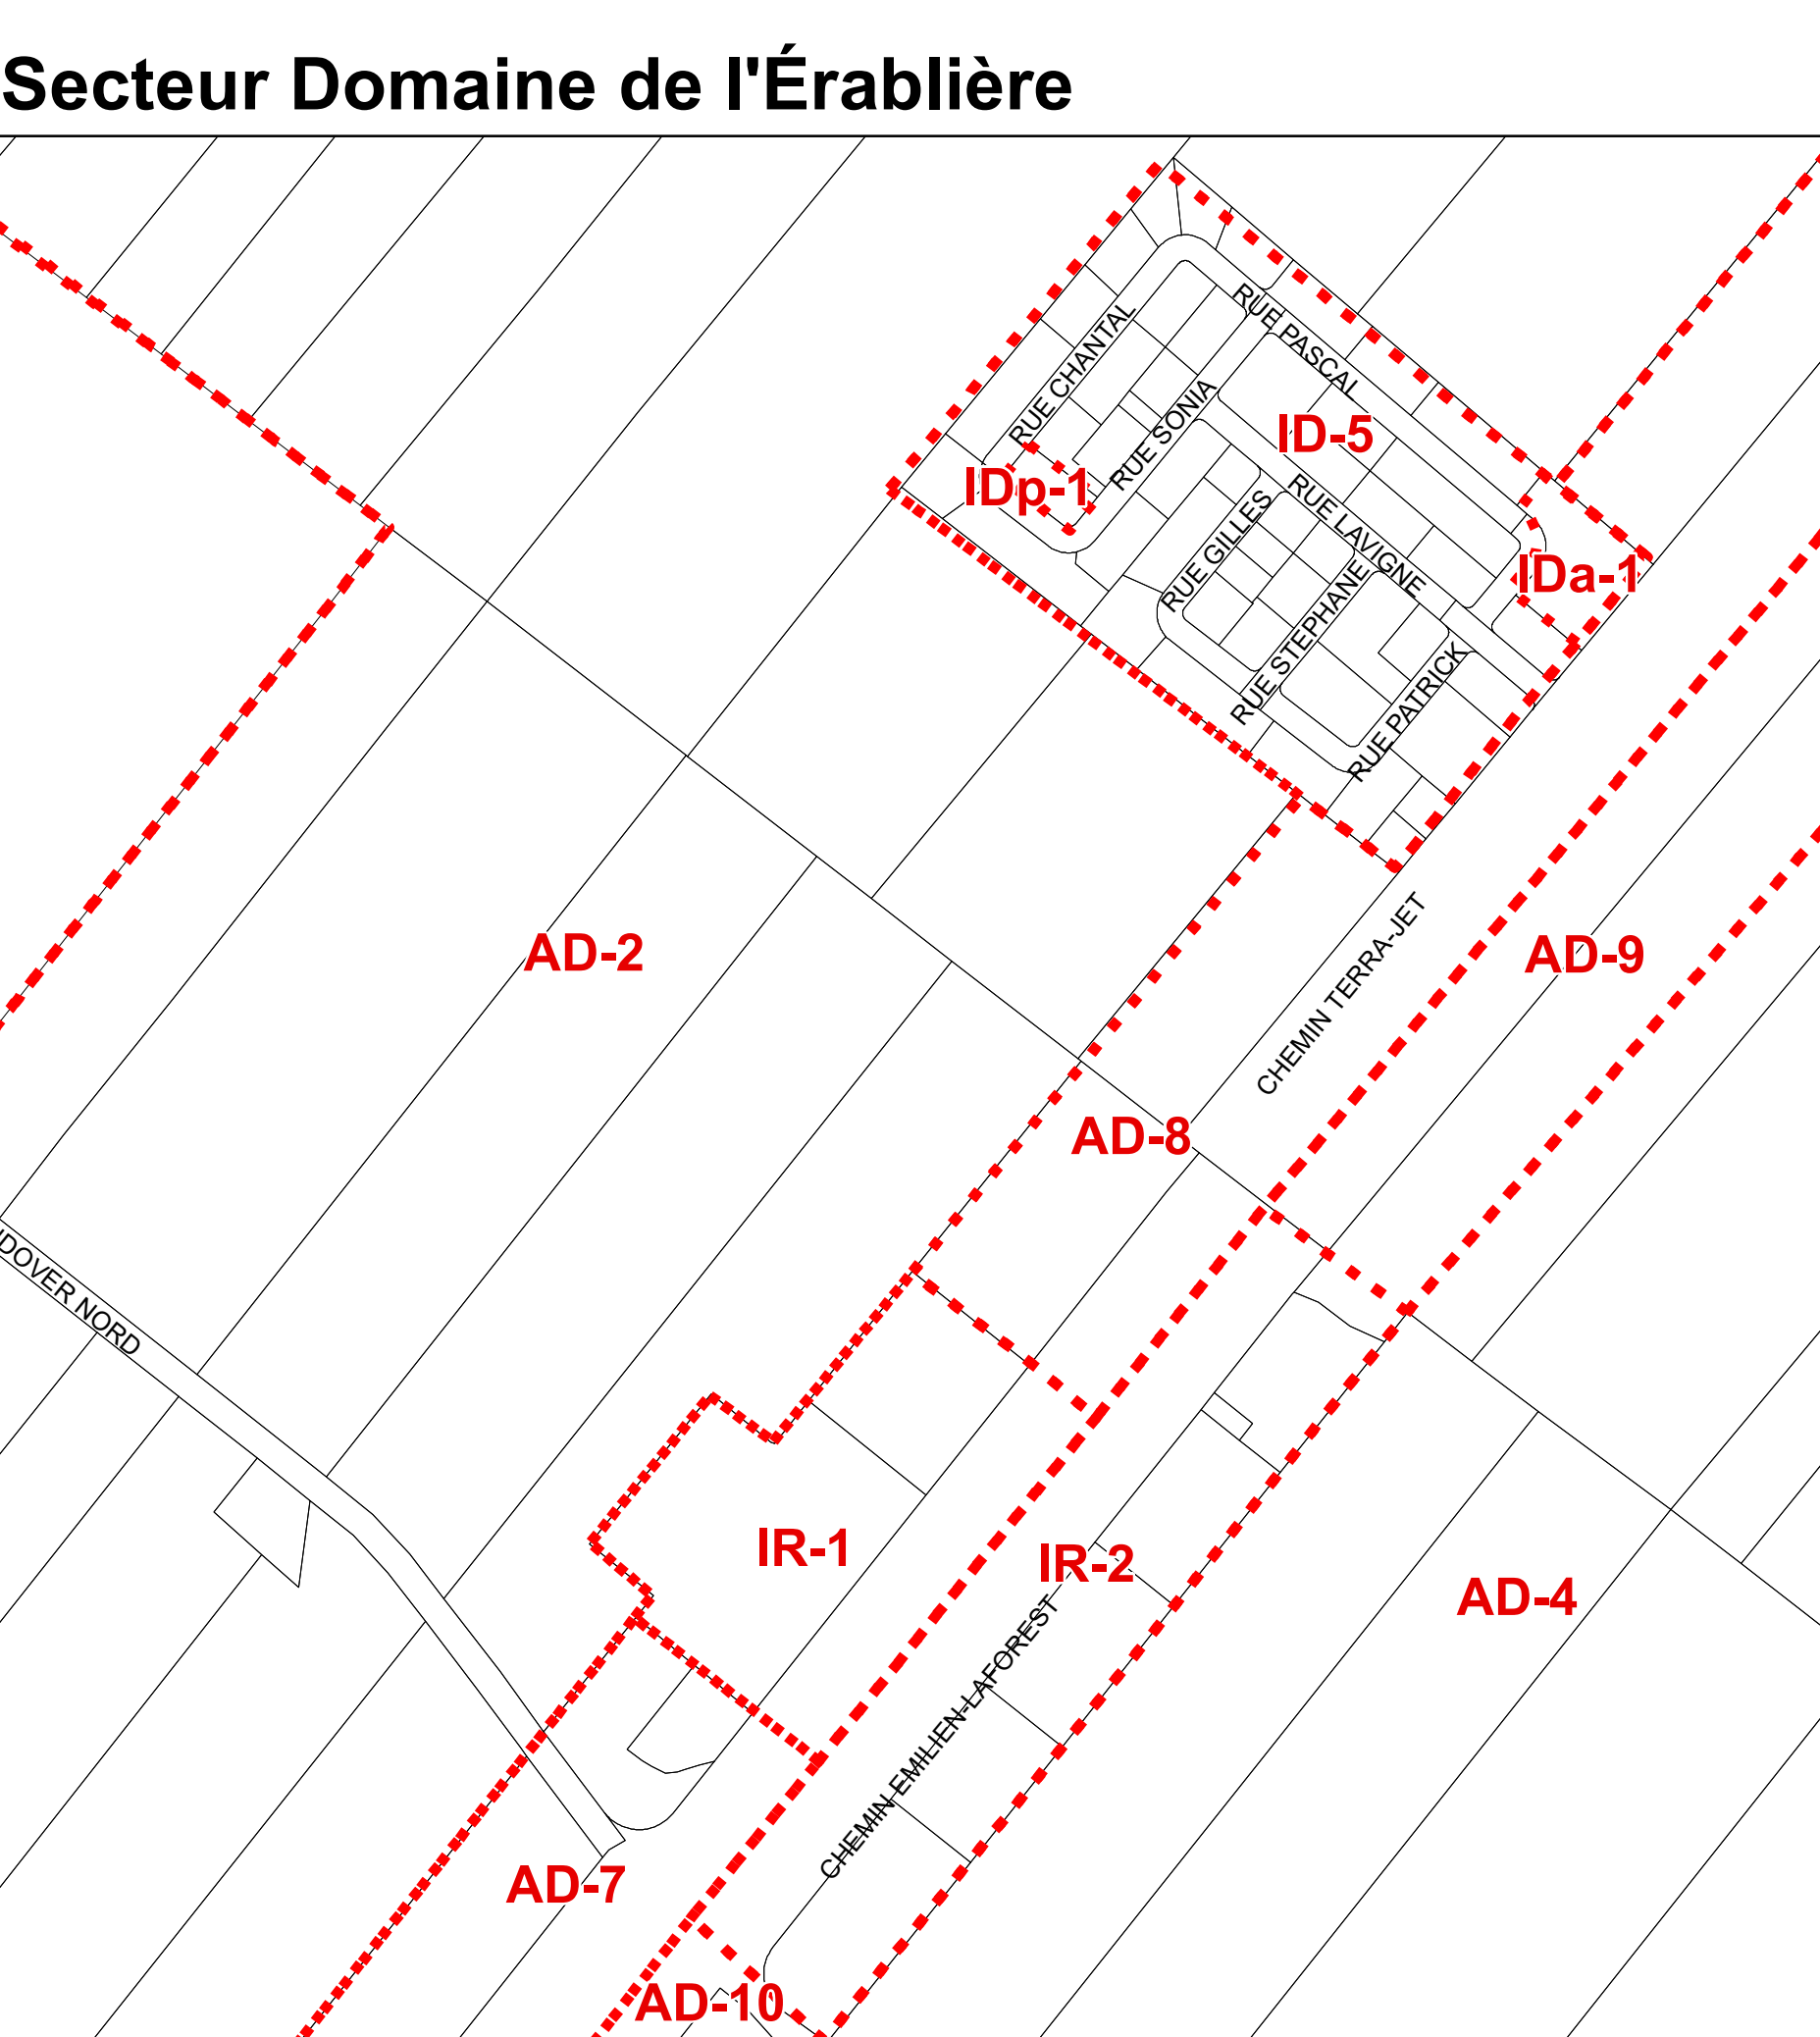 Secteur Domaine de l'Érablière
RUE PASCAL
RUE CHANTAL
RUE SONIA
ID-5
IDp-1
RUE LAVIGNE
RUE GILLES
IDa-1
RUE STEPHANE
RUE PATRICK
AD-2
AD-9
CHEMIN TERRA-JET
AD-8
NDOVER NORD
IR-1
IR-2
AD-4
CHEMIN EMILIEN-LAFOREST
AD-7
AD-10